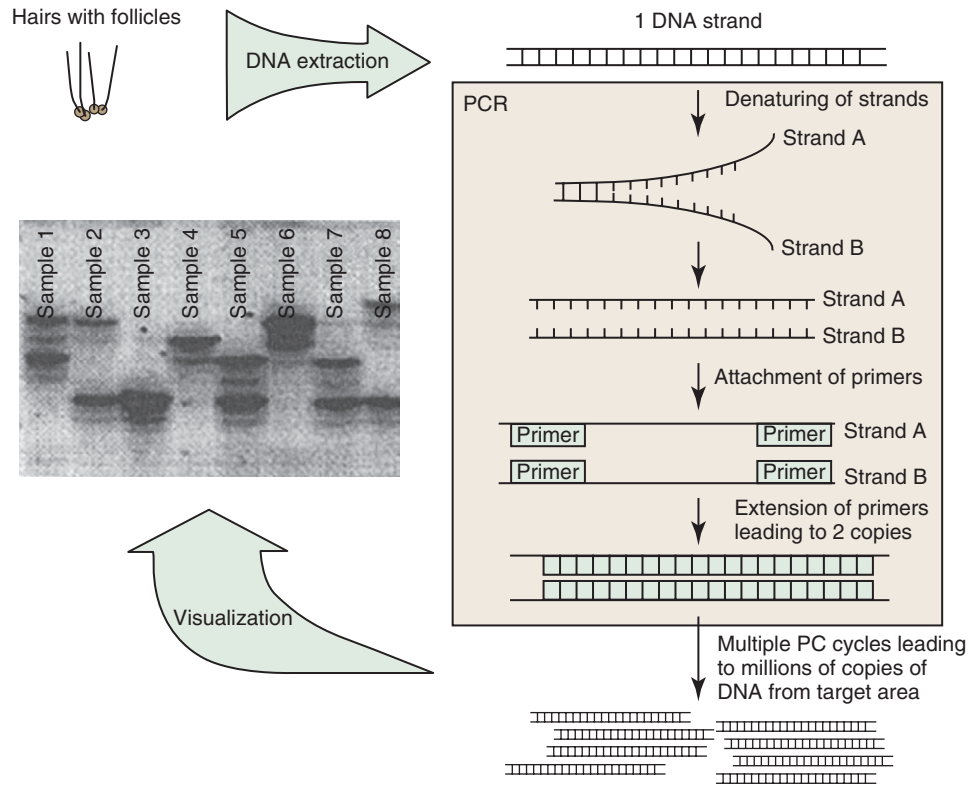 Hairs with follicles
DNA extraction
1 DNA strand
PCR
Denaturing of strands
Strand A
Strand B
Strand A
Strand B
Attachment of primers
Primer
Primer
Strand A
Primer
Primer
Strand B
Extension of primers
leading to 2 copies
Multiple PC cycles leading
to millions of copies of
DNA from target area
Sample 1
Sample 2
Sample 3
Sample 4
Sample 5
Sample 6
Sample 7
Sample 8
Visualization